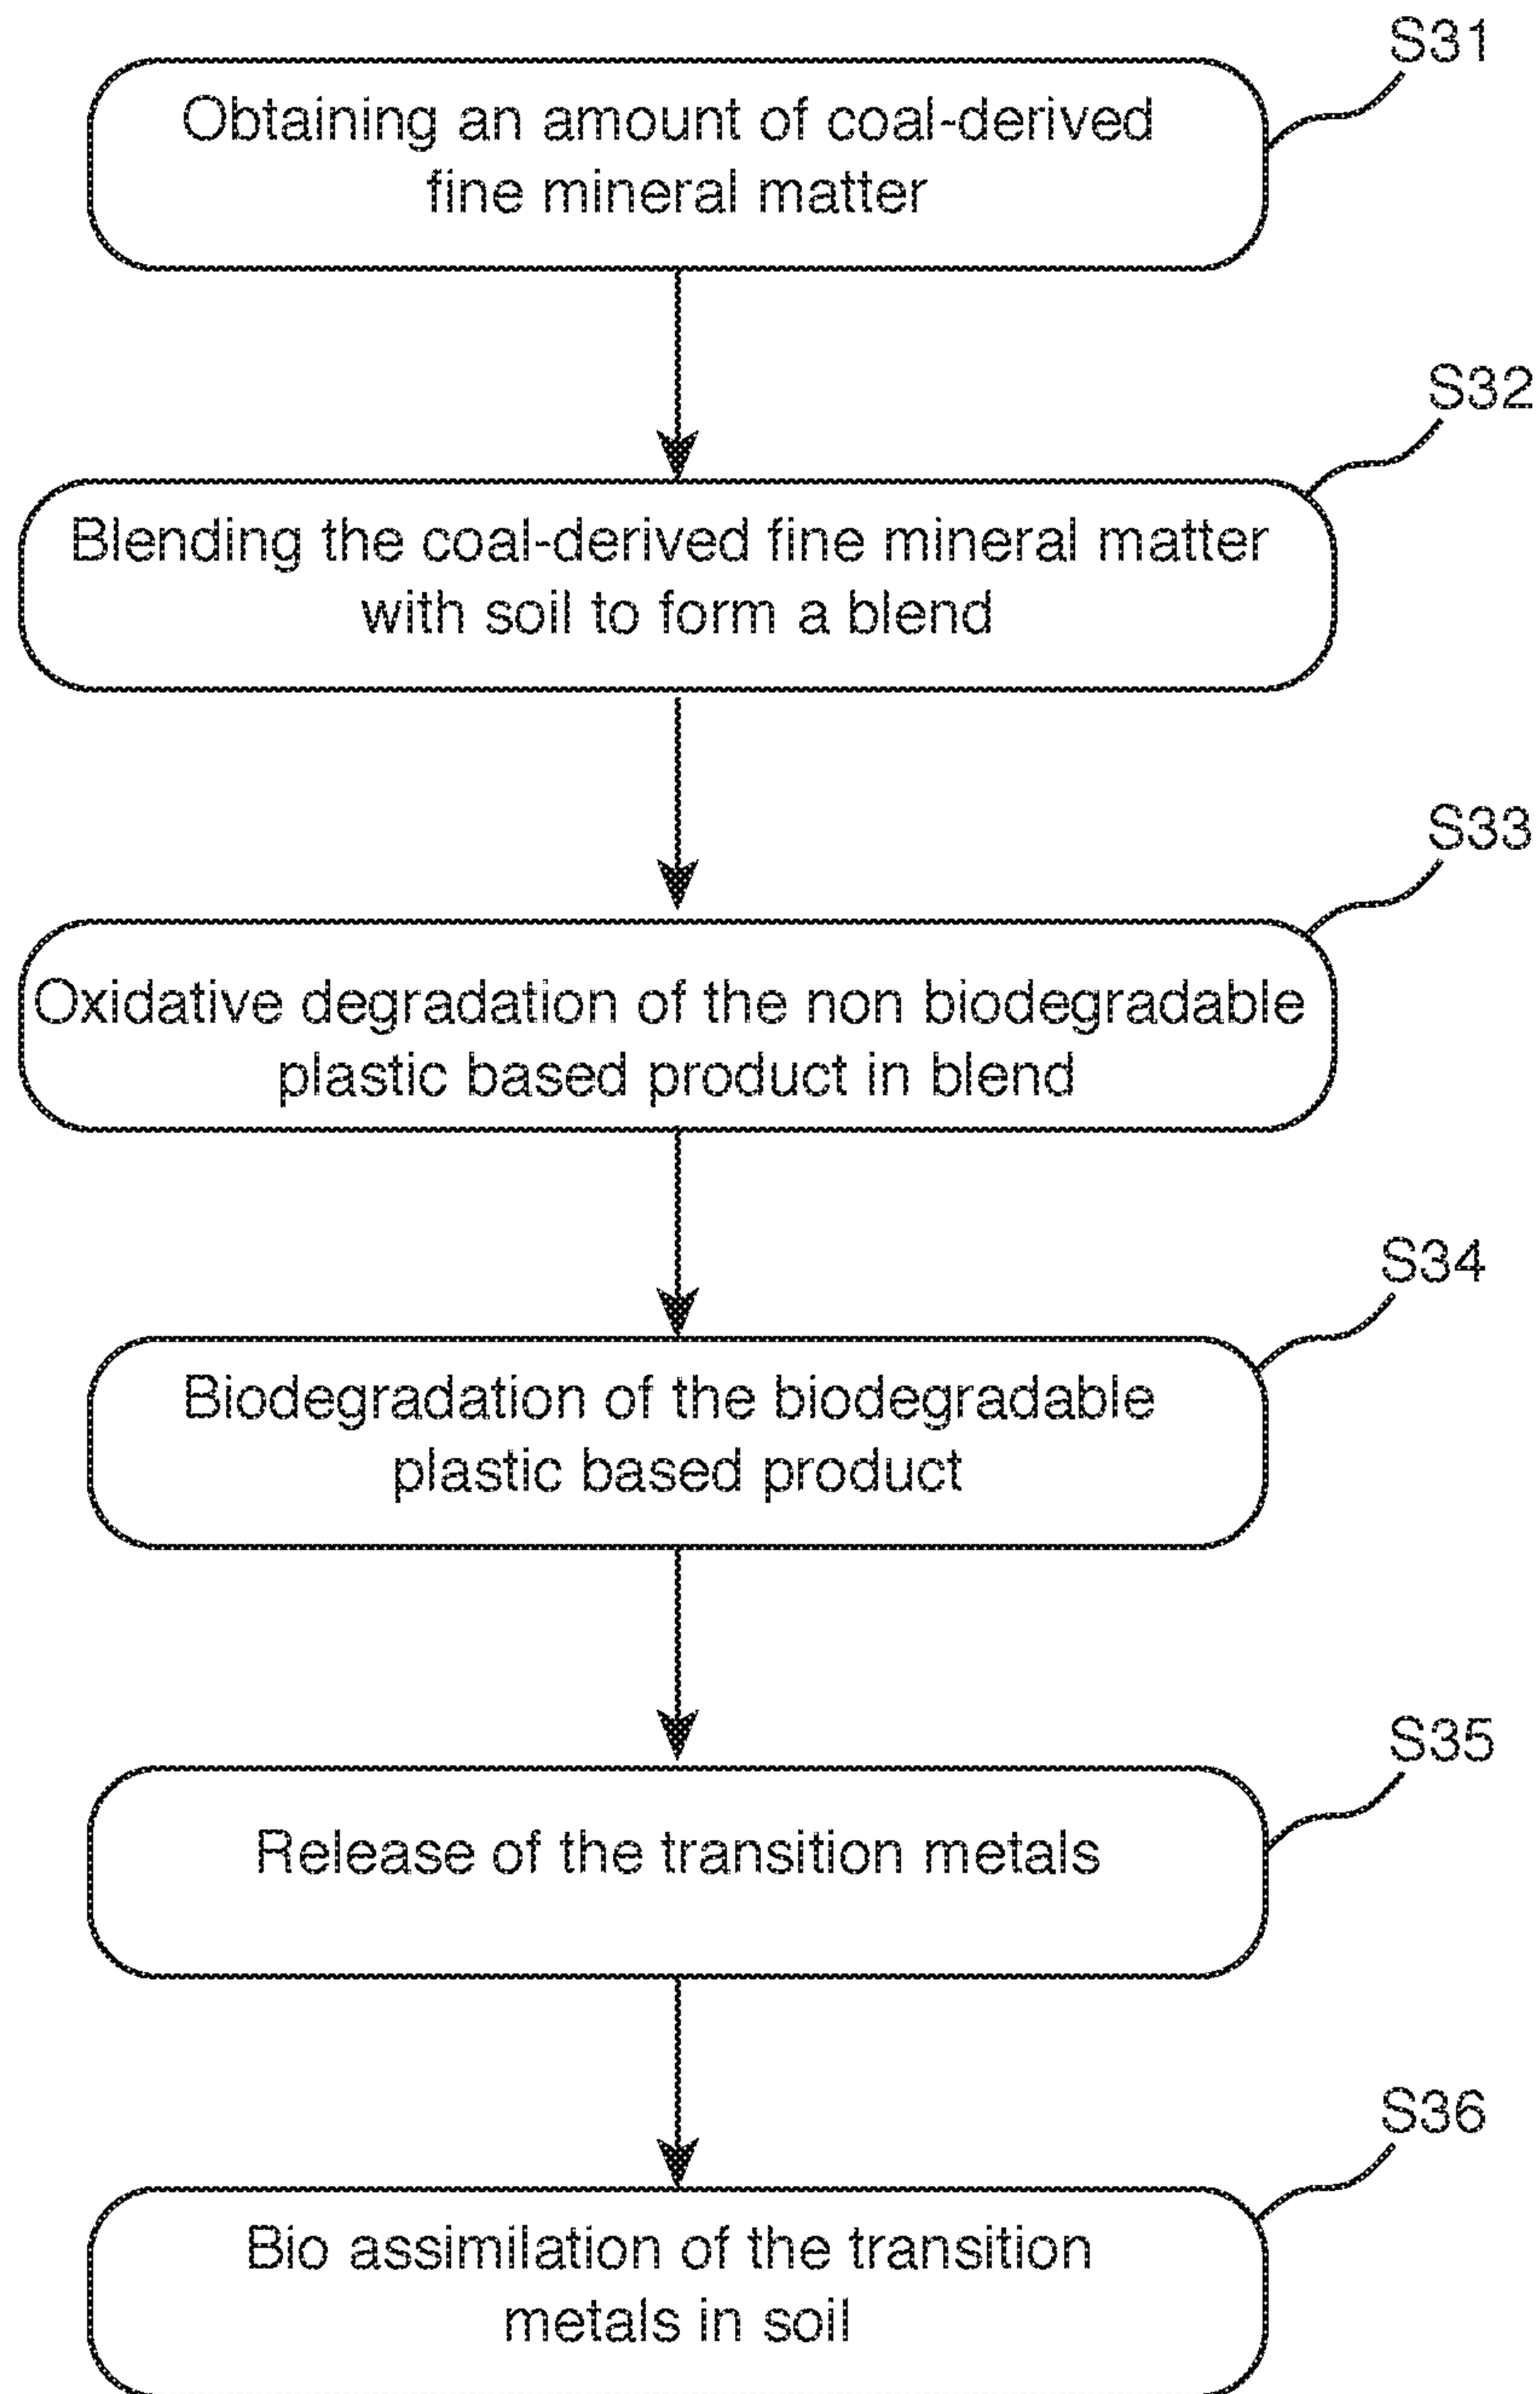 S31
Obtaining an amount of coal-derived
fine mineral matter
S32
Blending the coal-derived fine mineral matter
with soil to form a blend
S33
Oxidative degradation of the non biodegradable
plastic based product in blend
S34
Biodegradation of the biodegradable
plastic based product
S35
Release of the transition metals
S36
Bio assimilation of the transition
metals in soil